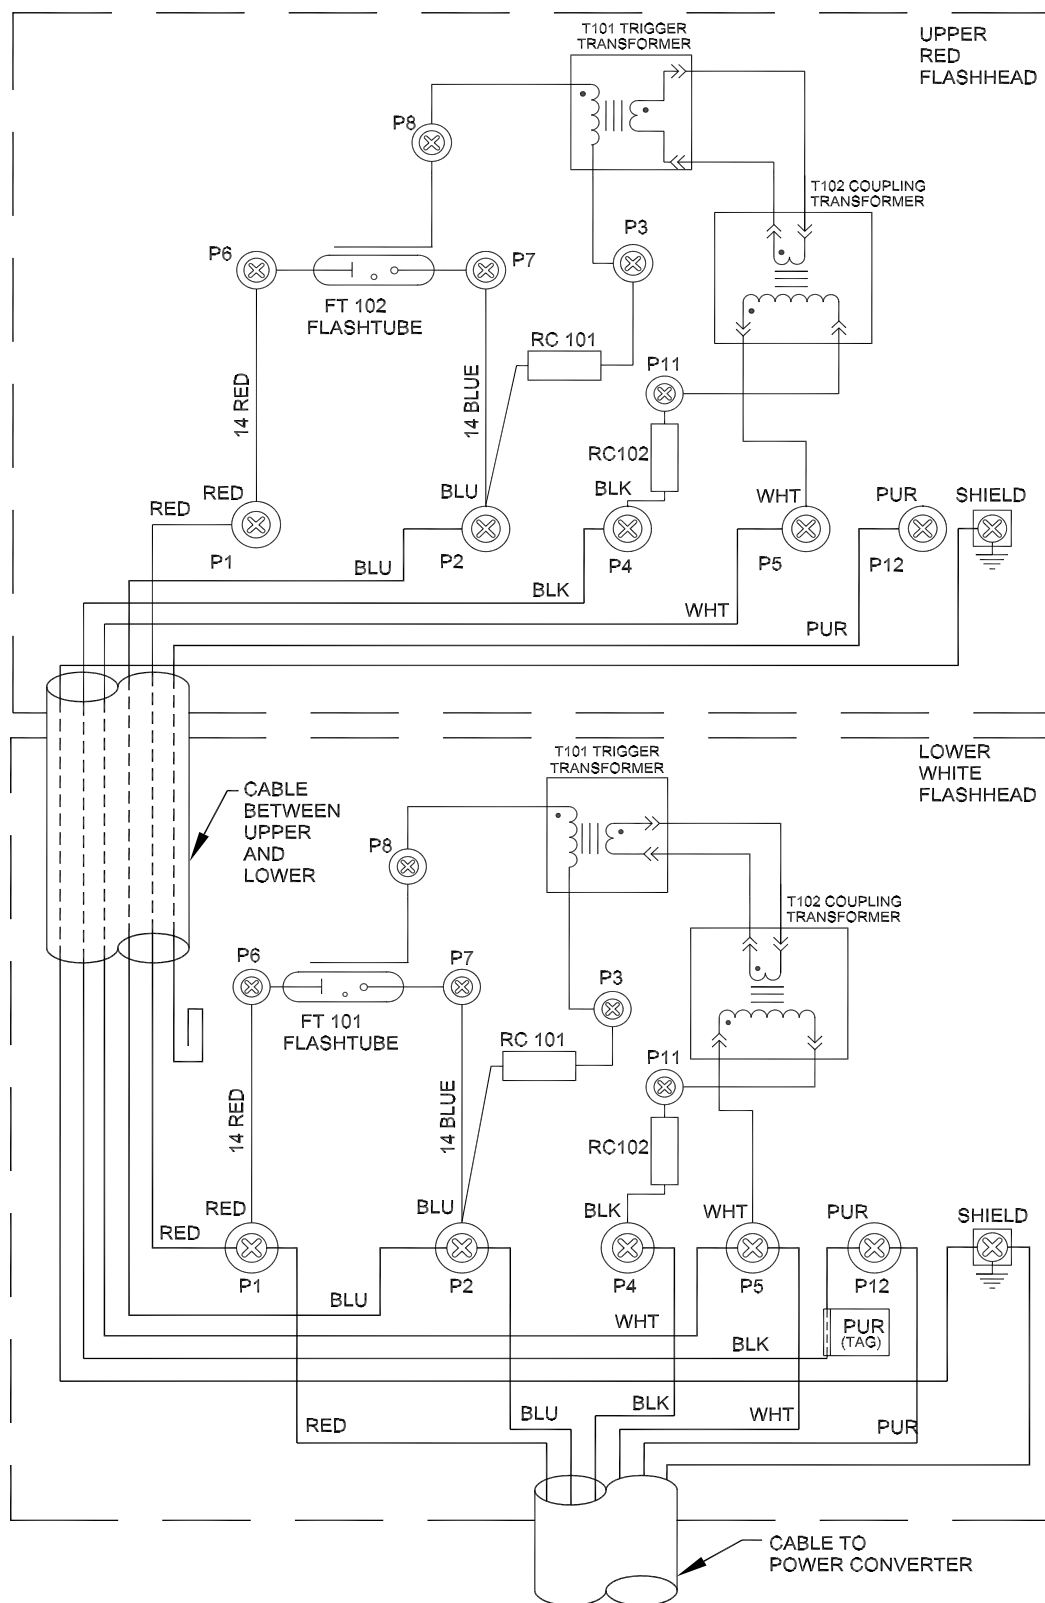 T101 TRIGGER
TRANSFORMER
UPPER
RED
FLASHHEAD
P8
T102 COUPLING
TRANSFORMER
P6
P7
P3
FT 102
FLASHTUBE
RC 101
P11
14 RED
14 BLUE
RC102
RED
BLU
BLK
WHT
PUR
SHIELD
RED
P1
P2
P4
P5
P12
BLU
BLK
WHT
PUR
T101 TRIGGER
TRANSFORMER
LOWER
WHITE
FLASHHEAD
CABLE
BETWEEN
UPPER
AND
LOWER
P8
T102 COUPLING
TRANSFORMER
P6
P7
P3
FT 101
FLASHTUBE
RC 101
P11
14 RED
14 BLUE
RC102
RED
BLU
BLK
WHT
PUR
SHIELD
RED
P1
P2
P4
P5
P12
BLU
WHT
BLK
PUR
(TAG)
RED
BLU
BLK
WHT
PUR
CABLE TO
POWER CONVERTER